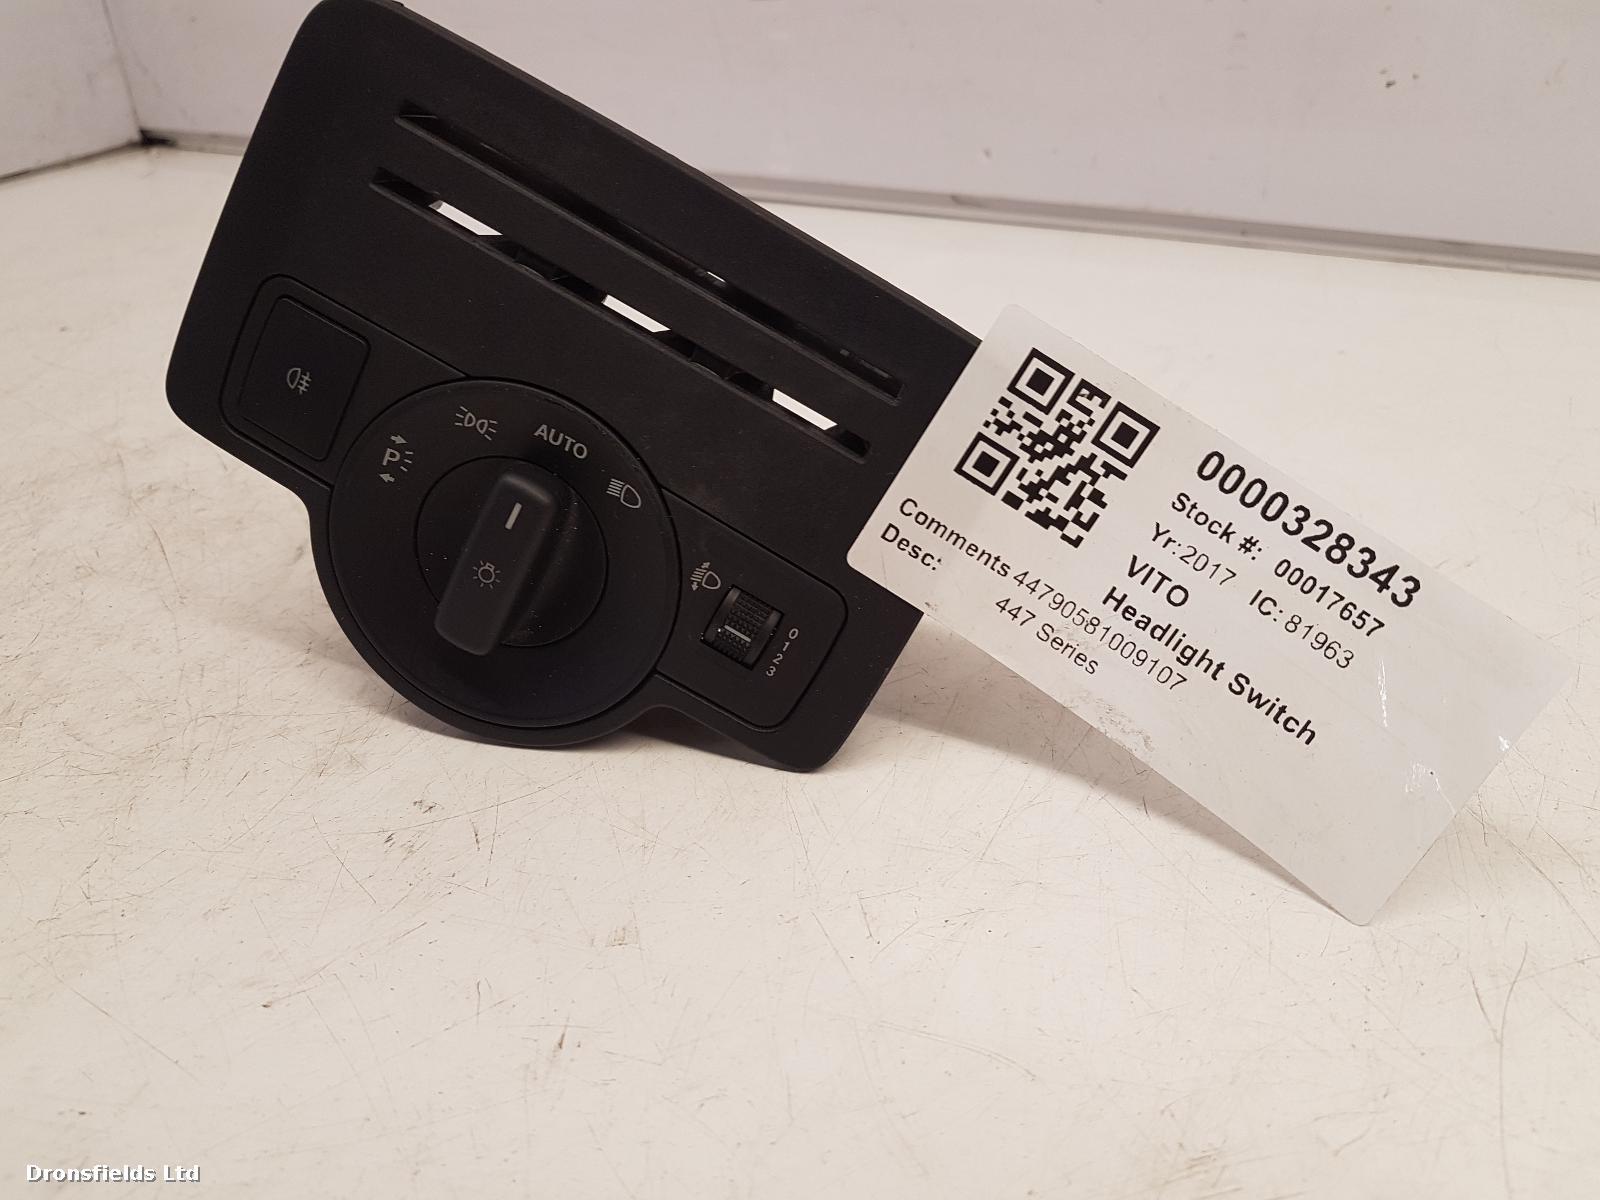 P
AUTO
0
1
2
3
0000328343
Stock #: 00017657
Yr: 2017 IC: 81963
VITO
Headlight Switch
Comments 44790581009107
Desc: 447 Series
Dronsfields Ltd